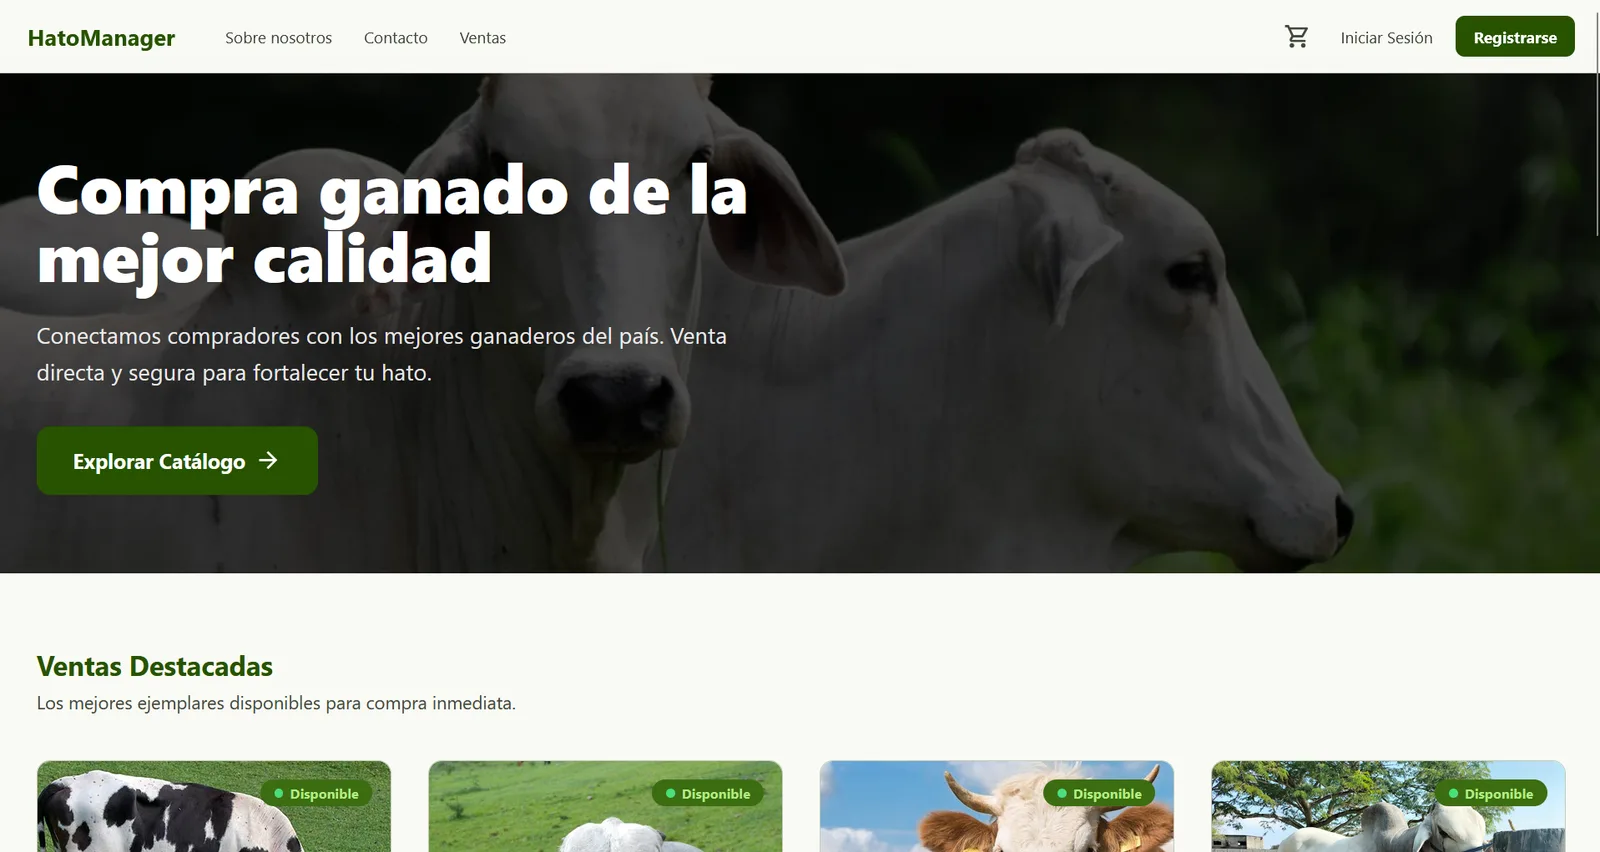 HatoManager
Sobre nosotros
Contacto
Ventas
Iniciar Sesión
Registrarse
Compra ganado de la
mejor calidad
Conectamos compradores con los mejores ganaderos del país. Venta
directa y segura para fortalecer tu hato.
Explorar Catálogo →
Ventas Destacadas
Los mejores ejemplares disponibles para compra inmediata.
Disponible
Disponible
Disponible
Disponible